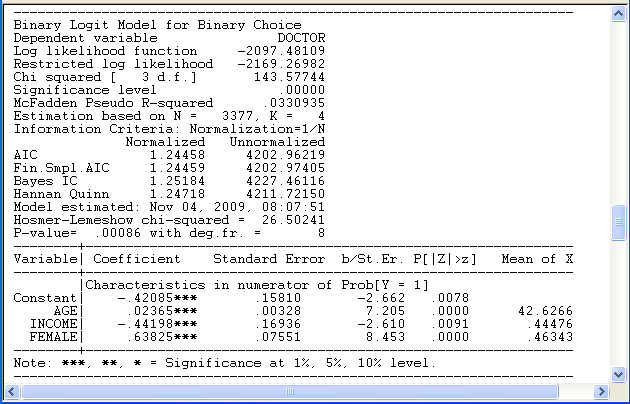 Binary Logit Model for Binary Choice
Dependent variable DOCTOR
Log likelihood function -2097.48109
Restricted log likelihood -2169.26982
Chi squared [ 3 d.f.] 143.57744
Significance level .00000
McFadden Pseudo R-squared .0330935
Estimation based on N = 3377, K = 4
Information Criteria: Normalization=1/N
Normalized Unnormalized
AIC 1.24458 4202.96219
Fin.Smpl.AIC 1.24459 4202.97405
Bayes IC 1.25184 4227.46116
Hannan Quinn 1.24718 4211.72150
Model estimated: Nov 04, 2009, 08:07:51
Hosmer-Lemeshow chi-squared = 26.50241
P-value= .00086 with deg.fr. = 8
Variable| Coefficient Standard Error b/St.Er. P[|Z|>z] Mean of X
|Characteristics in numerator of Prob[Y = 1]
Constant| -.42085*** .15810 -2.662 .0078
AGE| .02365*** .00328 7.205 .0000 42.6266
INCOME| -.44198*** .16936 -2.610 .0091 .44476
FEMALE| .63825*** .07551 8.453 .0000 .46343
Note: ***, **, * = Significance at 1%, 5%, 10% level.